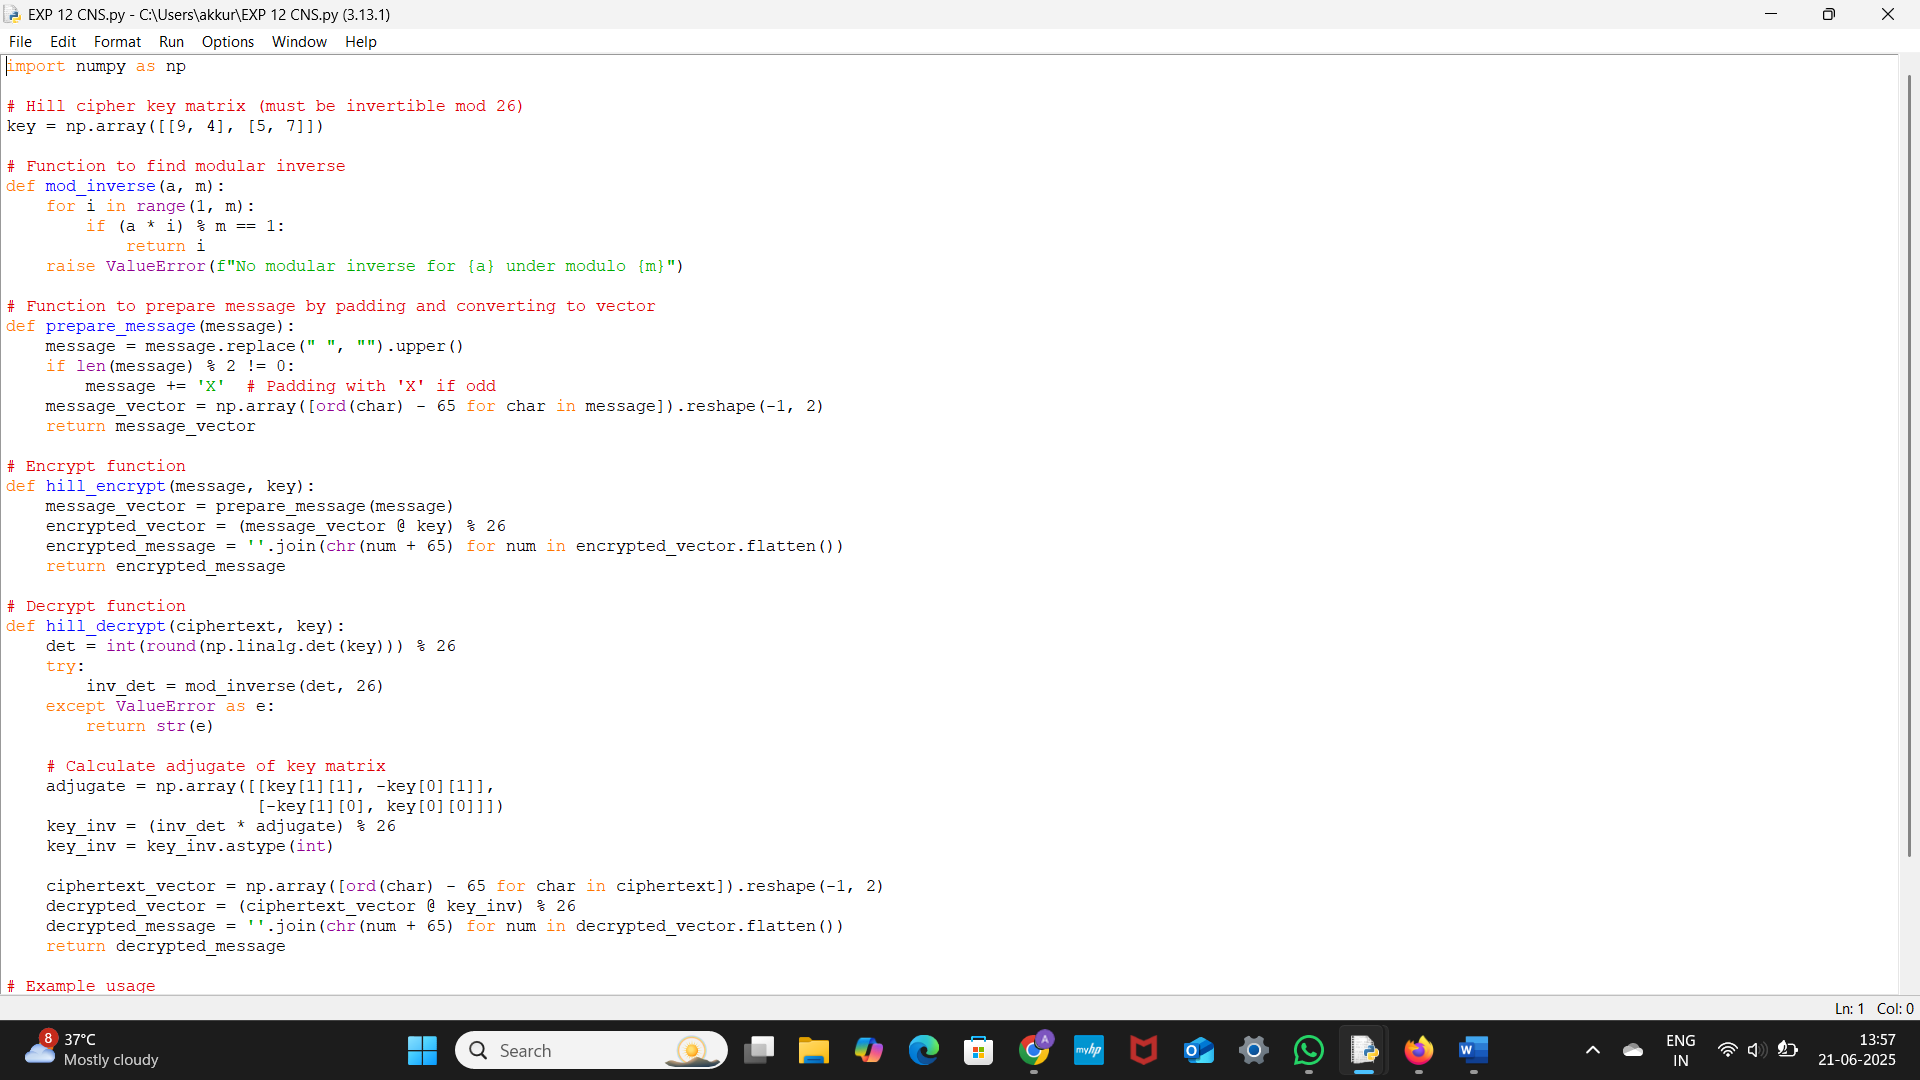 EXP 12 CNS.py - C:\Users\akkur\EXP 12 CNS.py (3.13.1)
File Edit Format Run Options Window Help
import numpy as np

# Hill cipher key matrix (must be invertible mod 26)
key = np.array([[9, 4], [5, 7]])

# Function to find modular inverse
def mod_inverse(a, m):
    for i in range(1, m):
        if (a * i) % m == 1:
            return i
    raise ValueError(f"No modular inverse for {a} under modulo {m}")

# Function to prepare message by padding and converting to vector
def prepare_message(message):
    message = message.replace(" ", "").upper()
    if len(message) % 2 != 0:
        message += 'X'  # Padding with 'X' if odd
    message_vector = np.array([ord(char) - 65 for char in message]).reshape(-1, 2)
    return message_vector

# Encrypt function
def hill_encrypt(message, key):
    message_vector = prepare_message(message)
    encrypted_vector = (message_vector @ key) % 26
    encrypted_message = ''.join(chr(num + 65) for num in encrypted_vector.flatten())
    return encrypted_message

# Decrypt function
def hill_decrypt(ciphertext, key):
    det = int(round(np.linalg.det(key))) % 26
    try:
        inv_det = mod_inverse(det, 26)
    except ValueError as e:
        return str(e)

    # Calculate adjugate of key matrix
    adjugate = np.array([[key[1][1], -key[0][1]],
                         [-key[1][0], key[0][0]]])
    key_inv = (inv_det * adjugate) % 26
    key_inv = key_inv.astype(int)

    ciphertext_vector = np.array([ord(char) - 65 for char in ciphertext]).reshape(-1, 2)
    decrypted_vector = (ciphertext_vector @ key_inv) % 26
    decrypted_message = ''.join(chr(num + 65) for num in decrypted_vector.flatten())
    return decrypted_message

# Example usage
Ln: 1 Col: 0
8
37°C
Mostly cloudy
Search
A
myhp
ENG
IN
13:57
21-06-2025